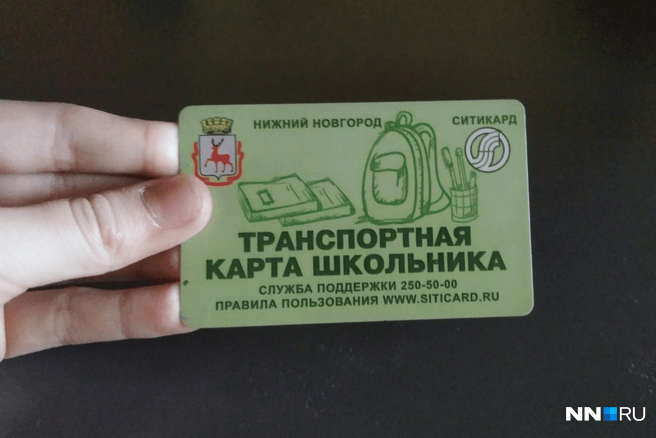 НИЖНИЙ НОВГОРОД
СИТИКАРД
ТРАНСПОРТНАЯ
КАРТА ШКОЛЬНИКА
СЛУЖБА ПОДДЕРЖКИ 250-50-00
ПРАВИЛА ПОЛЬЗОВАНИЯ WWW.SITICARD.RU
NN RU